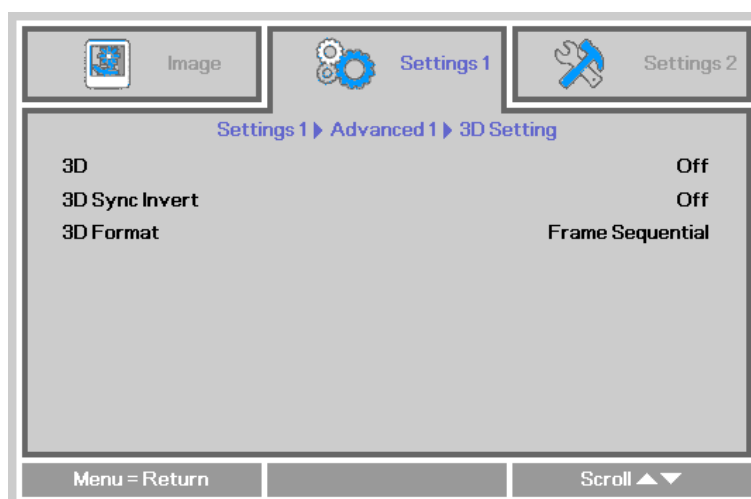 Image
Settings 1
Settings 2
Settings 1 ▶ Advanced 1 ▶ 3D Setting
3D Off
3D Sync Invert Off
3D Format Frame Sequential
Menu = Return
Scroll ▲▼